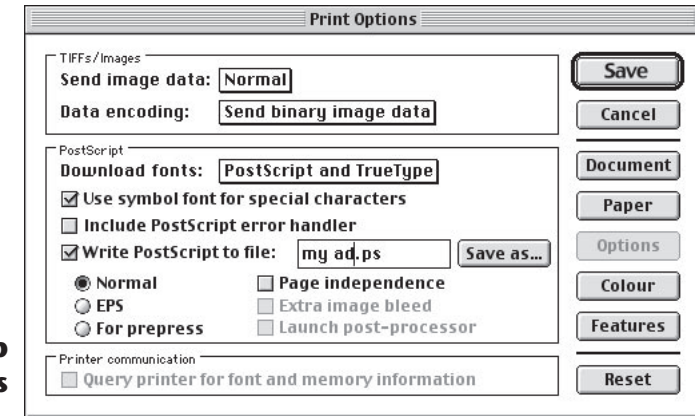 Print Options
TIFFs/Images
Send image data: Normal
Data encoding: Send binary image data
PostScript
Download fonts: PostScript and TrueType
Use symbol font for special characters
Include PostScript error handler
Write PostScript to file: my ad.ps Save as...
Normal Page independence
EPS Extra image bleed
For prepress Launch post-processor
Printer communication
Query printer for font and memory information
Save
Cancel
Document
Paper
Options
Colour
Features
Reset